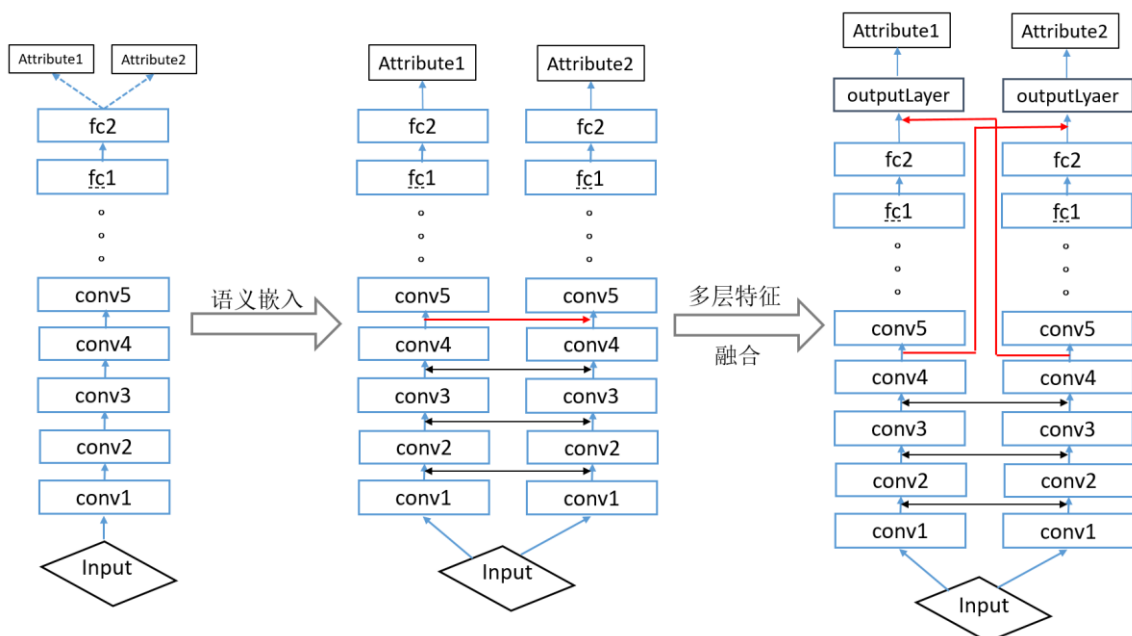 Attribute1
Attribute2
fc2
fc1
conv5
conv4
conv3
conv2
conv1
Input
语义嵌入
Attribute1
Attribute2
fc2
fc2
fc1
fc1
conv5
conv5
conv4
conv4
conv3
conv3
conv2
conv2
conv1
conv1
Input
多层特征
融合
Attribute1
Attribute2
outputLayer
outputLyaer
fc2
fc2
fc1
fc1
conv5
conv5
conv4
conv4
conv3
conv3
conv2
conv2
conv1
conv1
Input